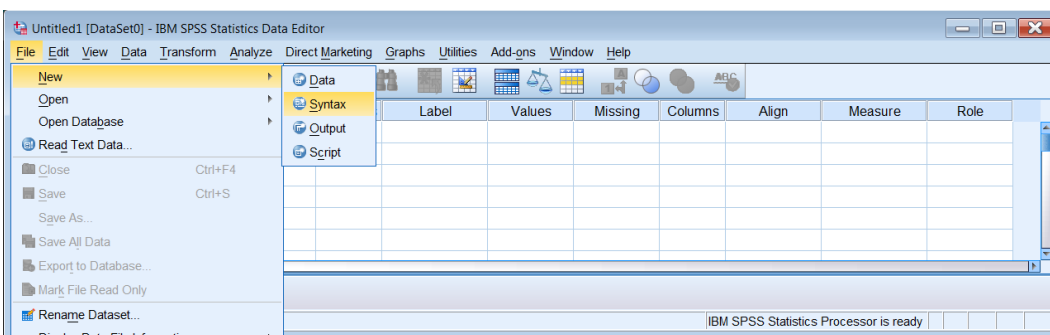 Untitled1 [DataSet0] - IBM SPSS Statistics Data Editor
File Edit View Data Transform Analyze Direct Marketing Graphs Utilities Add-ons Window Help
New
Data
Open
Syntax
Open Database
Output
Read Text Data...
Script
Label Values Missing Columns Align Measure Role
Close Ctrl+F4
Save Ctrl+S
Save As...
Save All Data
Export to Database...
Mark File Read Only
Rename Dataset...
IBM SPSS Statistics Processor is ready